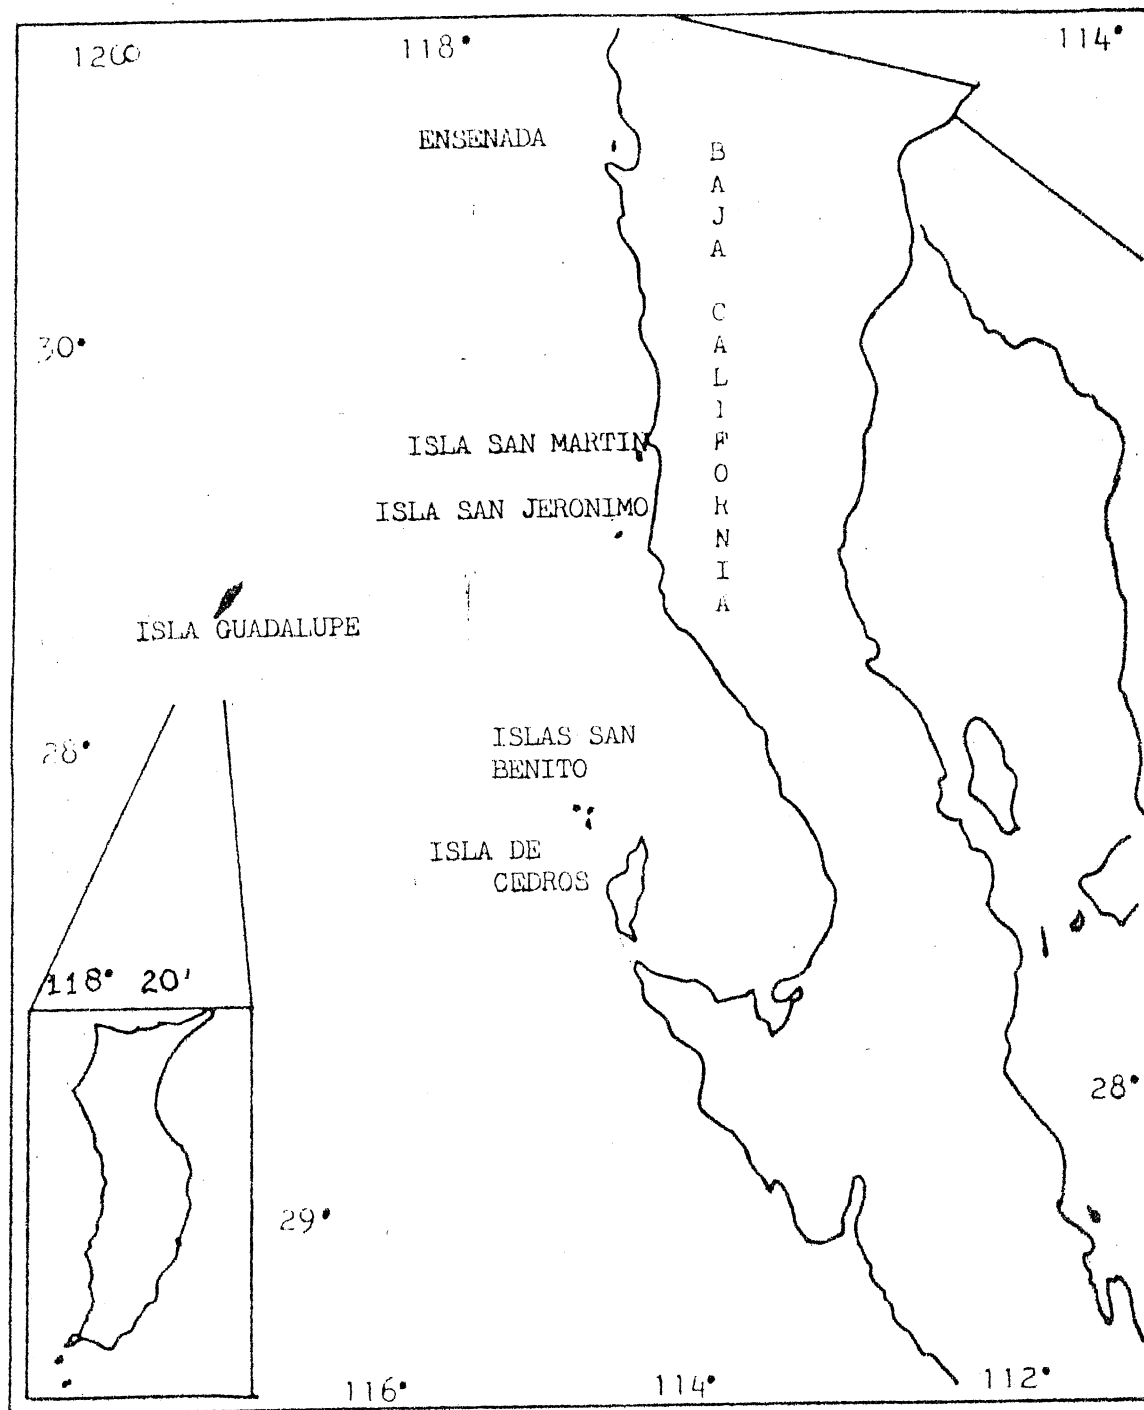 120°
118°
114°
ENSENADA
BAJA CALIFORNIA
30°
ISLA SAN MARTIN
ISLA SAN JERONIMO
ISLA GUADALUPE
28°
ISLAS SAN
BENITO
ISLA DE
CEDROS
118° 20'
28°
29°
116°
114°
112°